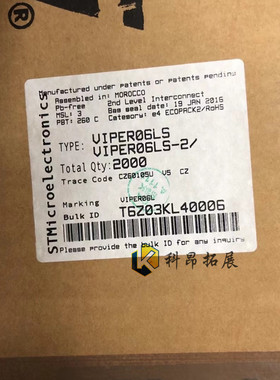 Manufactured under patents or patents pending
Assembled in: MOROCCO
Pb-free 2nd Level Interconnect
MSL: 3 Bag seal date: 19 JAN 2016
PBT: 260 C Category: e4 ECOPACK2/RoHS
TYPE: VIPER06LS
VIPER06LS-2/
Total Qty: 2000
Trace Code CZ60105U V5 CZ
Marking VIPER06L
Bulk ID T6Z03KL40006
Please provide the bulk ID for any inquiry
STMicroelectronics
科昂拓展
®